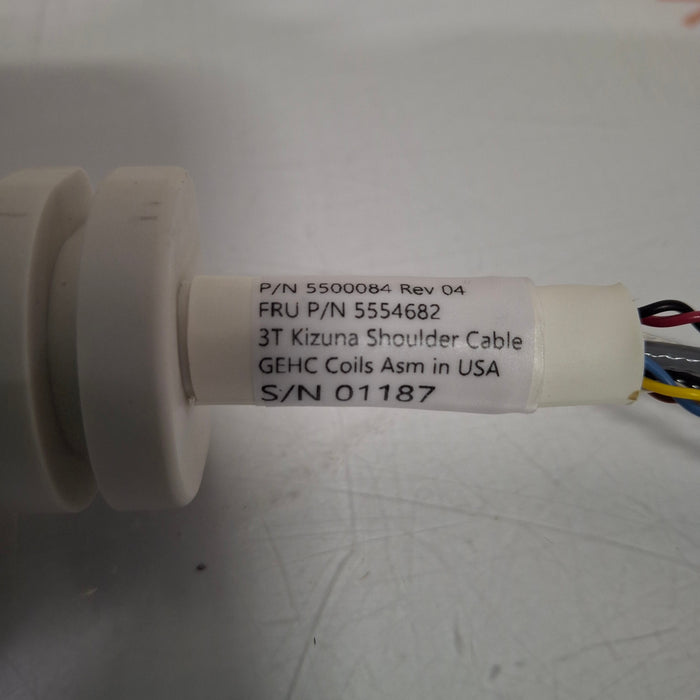 P/N 5500084 Rev 04
FRU P/N 5554682
3T Kizuna Shoulder Cable
GEHC Coils Asm in USA
S/N 01187